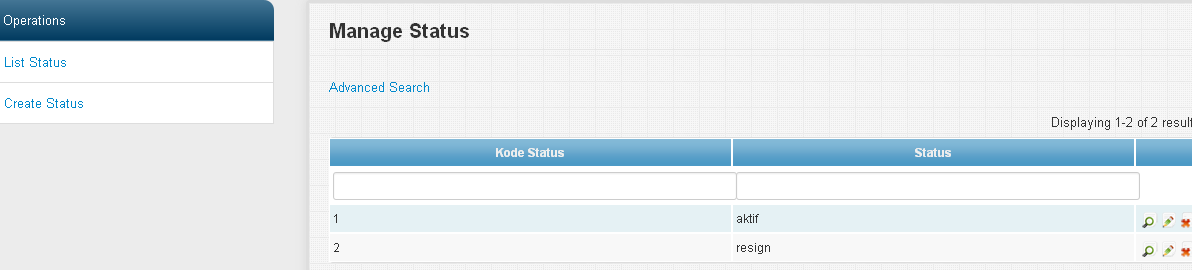 Operations
List Status
Create Status
Manage Status
Advanced Search
Displaying 1-2 of 2 result
Kode Status Status
1 aktif
2 resign